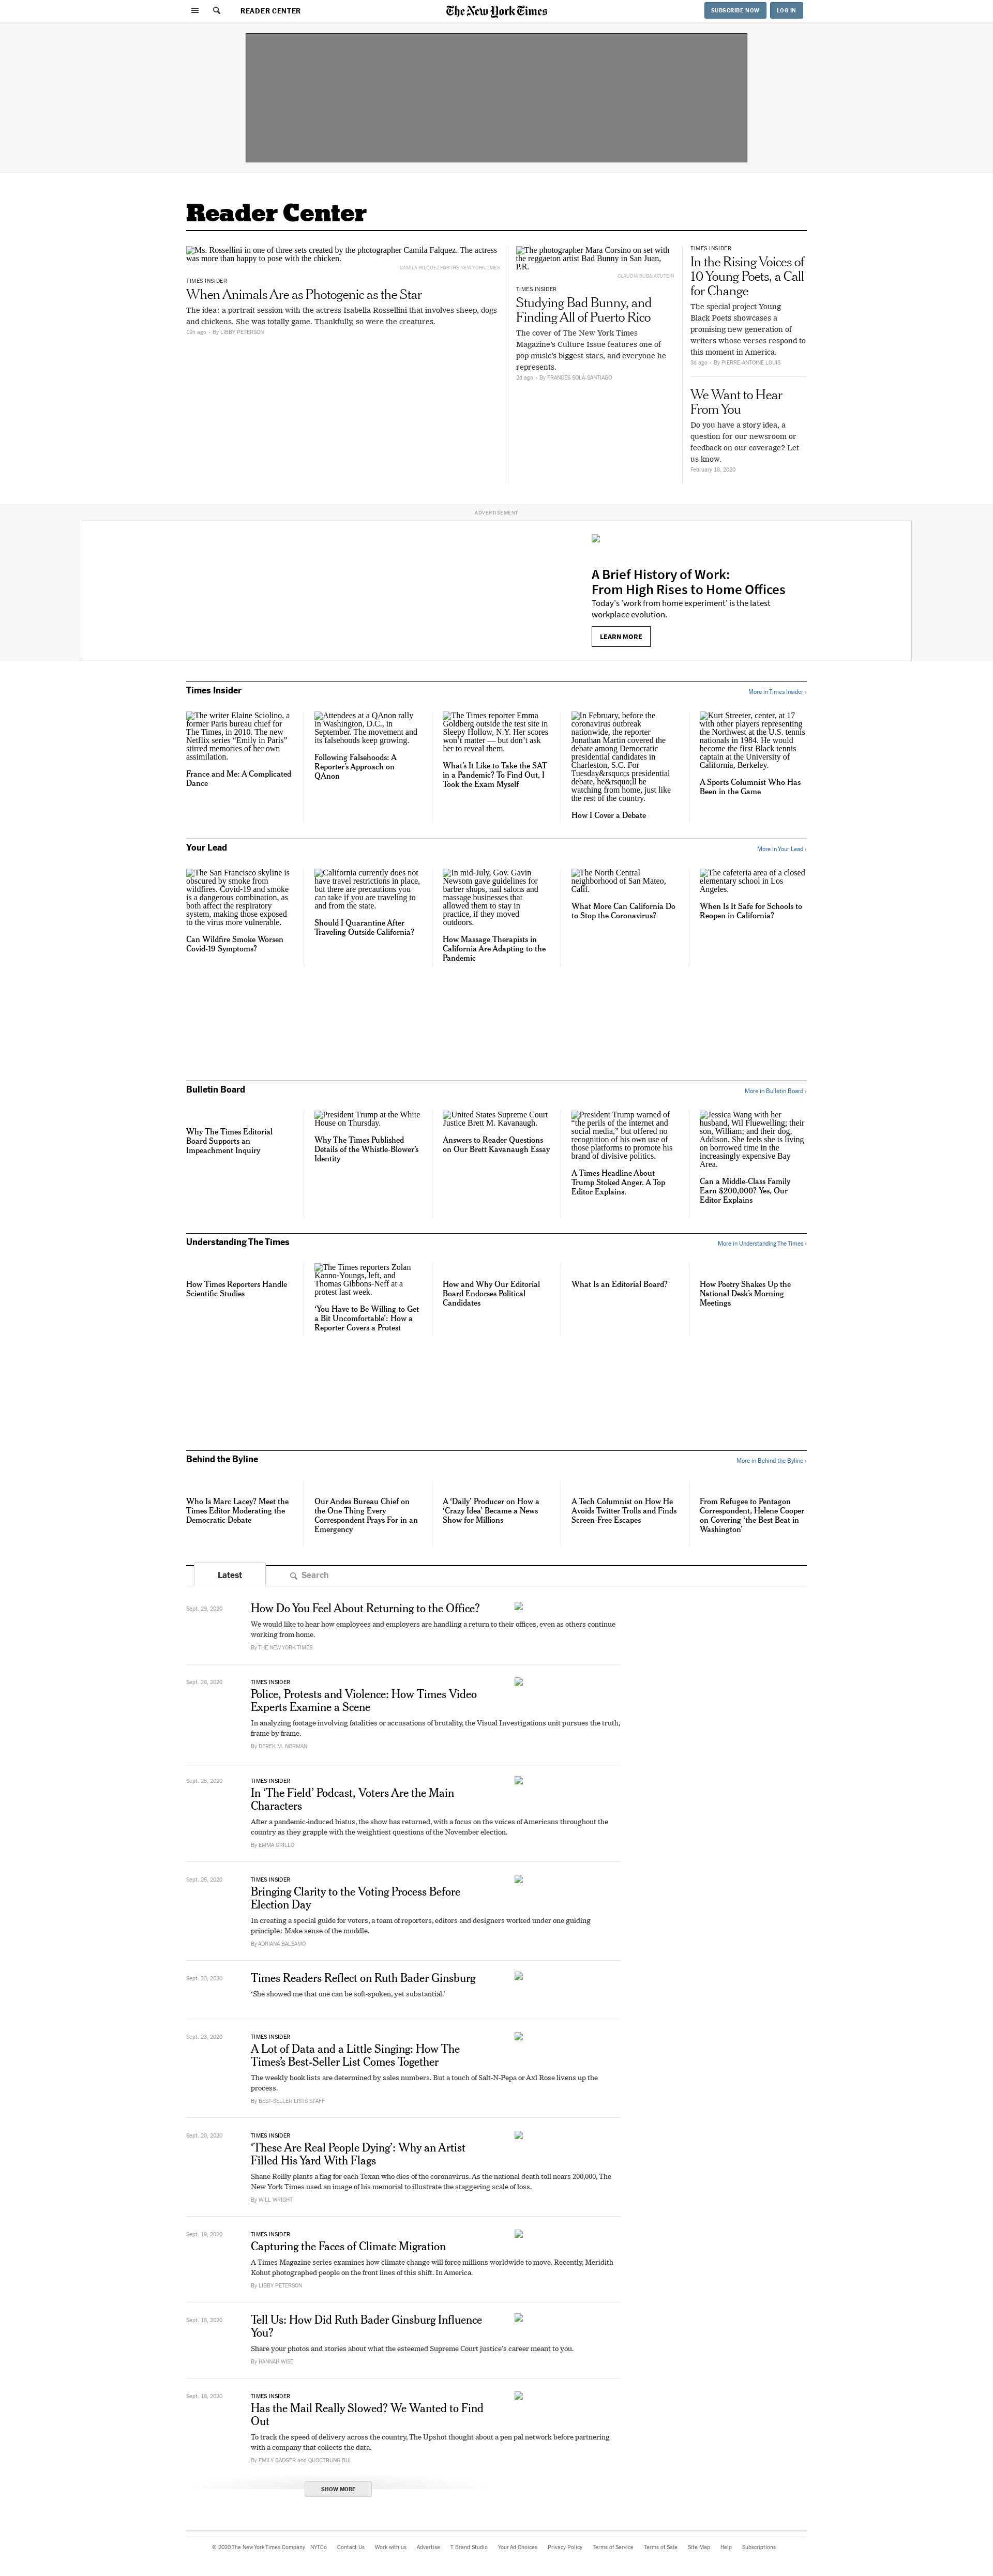 READER CENTER
The New York Times
SUBSCRIBE NOW
LOG IN
Reader Center
Ms. Rossellini in one of three sets created by the photographer Camila Falquez. The actress
was more than happy to pose with the chicken.
CAMILA FALQUEZ FOR THE NEW YORK TIMES
TIMES INSIDER
When Animals Are as Photogenic as the Star
The idea: a portrait session with the actress Isabella Rossellini that involves sheep, dogs
and chickens. She was totally game. Thankfully, so were the creatures.
19h ago - By LIBBY PETERSON
The photographer Mara Corsino on set with
the reggaeton artist Bad Bunny in San Juan,
P.R.
TIMES INSIDER
Studying Bad Bunny, and
Finding All of Puerto Rico
The cover of The New York Times
Magazine's Culture Issue features one of
pop music's biggest stars, and everyone he
represents.
2d ago - By FRANCES SOLÁ-SANTIAGO
TIMES INSIDER
In the Rising Voices of
10 Young Poets, a Call
for Change
The special project Young
Black Poets showcases a
promising new generation of
writers whose verses respond to
this moment in America.
3d ago - By PIERRE-ANTOINE LOUIS
We Want to Hear
From You
Do you have a story idea, a
question for our newsroom or
feedback on our coverage? Let
us know.
February 18, 2020
ADVERTISEMENT
A Brief History of Work:
From High Rises to Home Offices
Today's 'work from home experiment' is the latest
workplace evolution.
LEARN MORE
Times Insider
More in Times Insider ›
The writer Elaine Sciolino, a
former Paris bureau chief for
The Times, in 2010. The new
Netflix series “Emily in Paris”
stirred memories of her own
assimilation.
France and Me: A Complicated
Dance
Attendees at a QAnon rally
in Washington, D.C., in
September. The movement and
its falsehoods keep growing.
Following Falsehoods: A
Reporter’s Approach on
QAnon
The Times reporter Emma
Goldberg outside the test site in
Sleepy Hollow, N.Y. Her scores
won’t matter — but don’t ask
her to reveal them.
What’s It Like to Take the SAT
in a Pandemic? To Find Out, I
Took the Exam Myself
In February, before the
coronavirus outbreak
nationwide, the reporter
Jonathan Martin covered the
debate among Democratic
presidential candidates in
Charleston, S.C. For
Tuesday&rsquo;s presidential
debate, he&rsquo;ll be
watching from home, just like
the rest of the country.
How I Cover a Debate
Kurt Streeter, center, at 17
with other players representing
the Northwest at the U.S. tennis
nationals in 1984. He would
become the first Black tennis
captain at the University of
California, Berkeley.
A Sports Columnist Who Has
Been in the Game
Your Lead
More in Your Lead ›
The San Francisco skyline is
obscured by smoke from
wildfires. Covid-19 and smoke
is a dangerous combination, as
both affect the respiratory
system, making those exposed
to the virus more vulnerable.
Can Wildfire Smoke Worsen
Covid-19 Symptoms?
California currently does not
have travel restrictions in place,
but there are precautions you
can take if you are traveling to
and from the state.
Should I Quarantine After
Traveling Outside California?
In mid-July, Gov. Gavin
Newsom gave guidelines for
barber shops, nail salons and
massage businesses that
allowed them to stay in
practice, if they moved
outdoors.
How Massage Therapists in
California Are Adapting to the
Pandemic
The North Central
neighborhood of San Mateo,
Calif.
What More Can California Do
to Stop the Coronavirus?
The cafeteria area of a closed
elementary school in Los
Angeles.
When Is It Safe for Schools to
Reopen in California?
Bulletin Board
More in Bulletin Board ›
Why The Times Editorial
Board Supports an
Impeachment Inquiry
President Trump at the White
House on Thursday.
Why The Times Published
Details of the Whistle-Blower’s
Identity
United States Supreme Court
Justice Brett M. Kavanaugh.
Answers to Reader Questions
on Our Brett Kavanaugh Essay
President Trump warned of
“the perils of the internet and
social media,” but offered no
recognition of his own use of
those platforms to promote his
brand of divisive politics.
A Times Headline About
Trump Stoked Anger. A Top
Editor Explains.
Jessica Wang with her
husband, Wil Fluewelling; their
son, William; and their dog,
Addison. She feels she is living
on borrowed time in the
increasingly expensive Bay
Area.
Can a Middle-Class Family
Earn $200,000? Yes, Our
Editor Explains
Understanding The Times
More in Understanding The Times ›
How Times Reporters Handle
Scientific Studies
The Times reporters Zolan
Kanno-Youngs, left, and
Thomas Gibbons-Neff at a
protest last week.
‘You Have to Be Willing to Get
a Bit Uncomfortable’: How a
Reporter Covers a Protest
How and Why Our Editorial
Board Endorses Political
Candidates
What Is an Editorial Board?
How Poetry Shakes Up the
National Desk’s Morning
Meetings
Behind the Byline
More in Behind the Byline ›
Who Is Marc Lacey? Meet the
Times Editor Moderating the
Democratic Debate
Our Andes Bureau Chief on
the One Thing Every
Correspondent Prays For in an
Emergency
A ‘Daily’ Producer on How a
‘Crazy Idea’ Became a News
Show for Millions
A Tech Columnist on How He
Avoids Twitter Trolls and Finds
Screen-Free Escapes
From Refugee to Pentagon
Correspondent, Helene Cooper
on Covering ‘the Best Beat in
Washington’
Latest
Search
Sept. 29, 2020
How Do You Feel About Returning to the Office?
We would like to hear how employees and employers are handling a return to their offices, even as others continue
working from home.
By THE NEW YORK TIMES
Sept. 26, 2020
TIMES INSIDER
Police, Protests and Violence: How Times Video
Experts Examine a Scene
In analyzing footage involving fatalities or accusations of brutality, the Visual Investigations unit pursues the truth,
frame by frame.
By DEREK M. NORMAN
Sept. 25, 2020
TIMES INSIDER
In ‘The Field’ Podcast, Voters Are the Main
Characters
After a pandemic-induced hiatus, the show has returned, with a focus on the voices of Americans throughout the
country as they grapple with the weightiest questions of the November election.
By EMMA GRILLO
Sept. 25, 2020
TIMES INSIDER
Bringing Clarity to the Voting Process Before
Election Day
In creating a special guide for voters, a team of reporters, editors and designers worked under one guiding
principle: Make sense of the muddle.
By ADRIANA BALSAMO
Sept. 23, 2020
Times Readers Reflect on Ruth Bader Ginsburg
‘She showed me that one can be soft-spoken, yet substantial.’
Sept. 23, 2020
TIMES INSIDER
A Lot of Data and a Little Singing: How The
Times’s Best-Seller List Comes Together
The weekly book lists are determined by sales numbers. But a touch of Salt-N-Pepa or Axl Rose livens up the
process.
By BEST-SELLER LISTS STAFF
Sept. 20, 2020
TIMES INSIDER
‘These Are Real People Dying’: Why an Artist
Filled His Yard With Flags
Shane Reilly plants a flag for each Texan who dies of the coronavirus. As the national death toll nears 200,000, The
New York Times used an image of his memorial to illustrate the staggering scale of loss.
By WILL WRIGHT
Sept. 19, 2020
TIMES INSIDER
Capturing the Faces of Climate Migration
A Times Magazine series examines how climate change will force millions worldwide to move. Recently, Meridith
Kohut photographed people on the front lines of this shift. In America.
By LIBBY PETERSON
Sept. 18, 2020
Tell Us: How Did Ruth Bader Ginsburg Influence
You?
Share your photos and stories about what the esteemed Supreme Court justice’s career meant to you.
By HANNAH WISE
Sept. 18, 2020
TIMES INSIDER
Has the Mail Really Slowed? We Wanted to Find
Out
To track the speed of delivery across the country, The Upshot thought about a pen pal network before partnering
with a company that collects the data.
By EMILY BADGER and QUOCTRUNG BUI
SHOW MORE
© 2020 The New York Times Company NYTCo Contact Us Work with us Advertise T Brand Studio Your Ad Choices Privacy Policy Terms of Service Terms of Sale Site Map Help Subscriptions